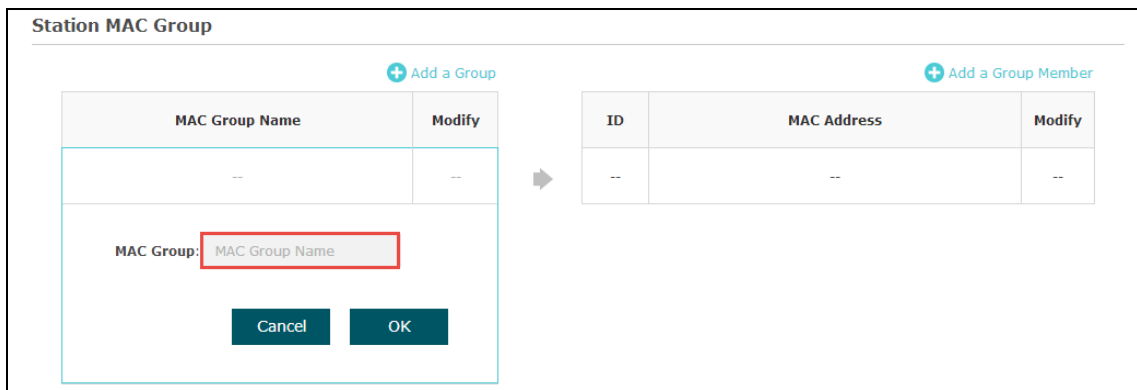 Station MAC Group
Add a Group
Add a Group Member
MAC Group Name Modify
ID MAC Address Modify
-- --
-- -- --
MAC Group: MAC Group Name
Cancel OK